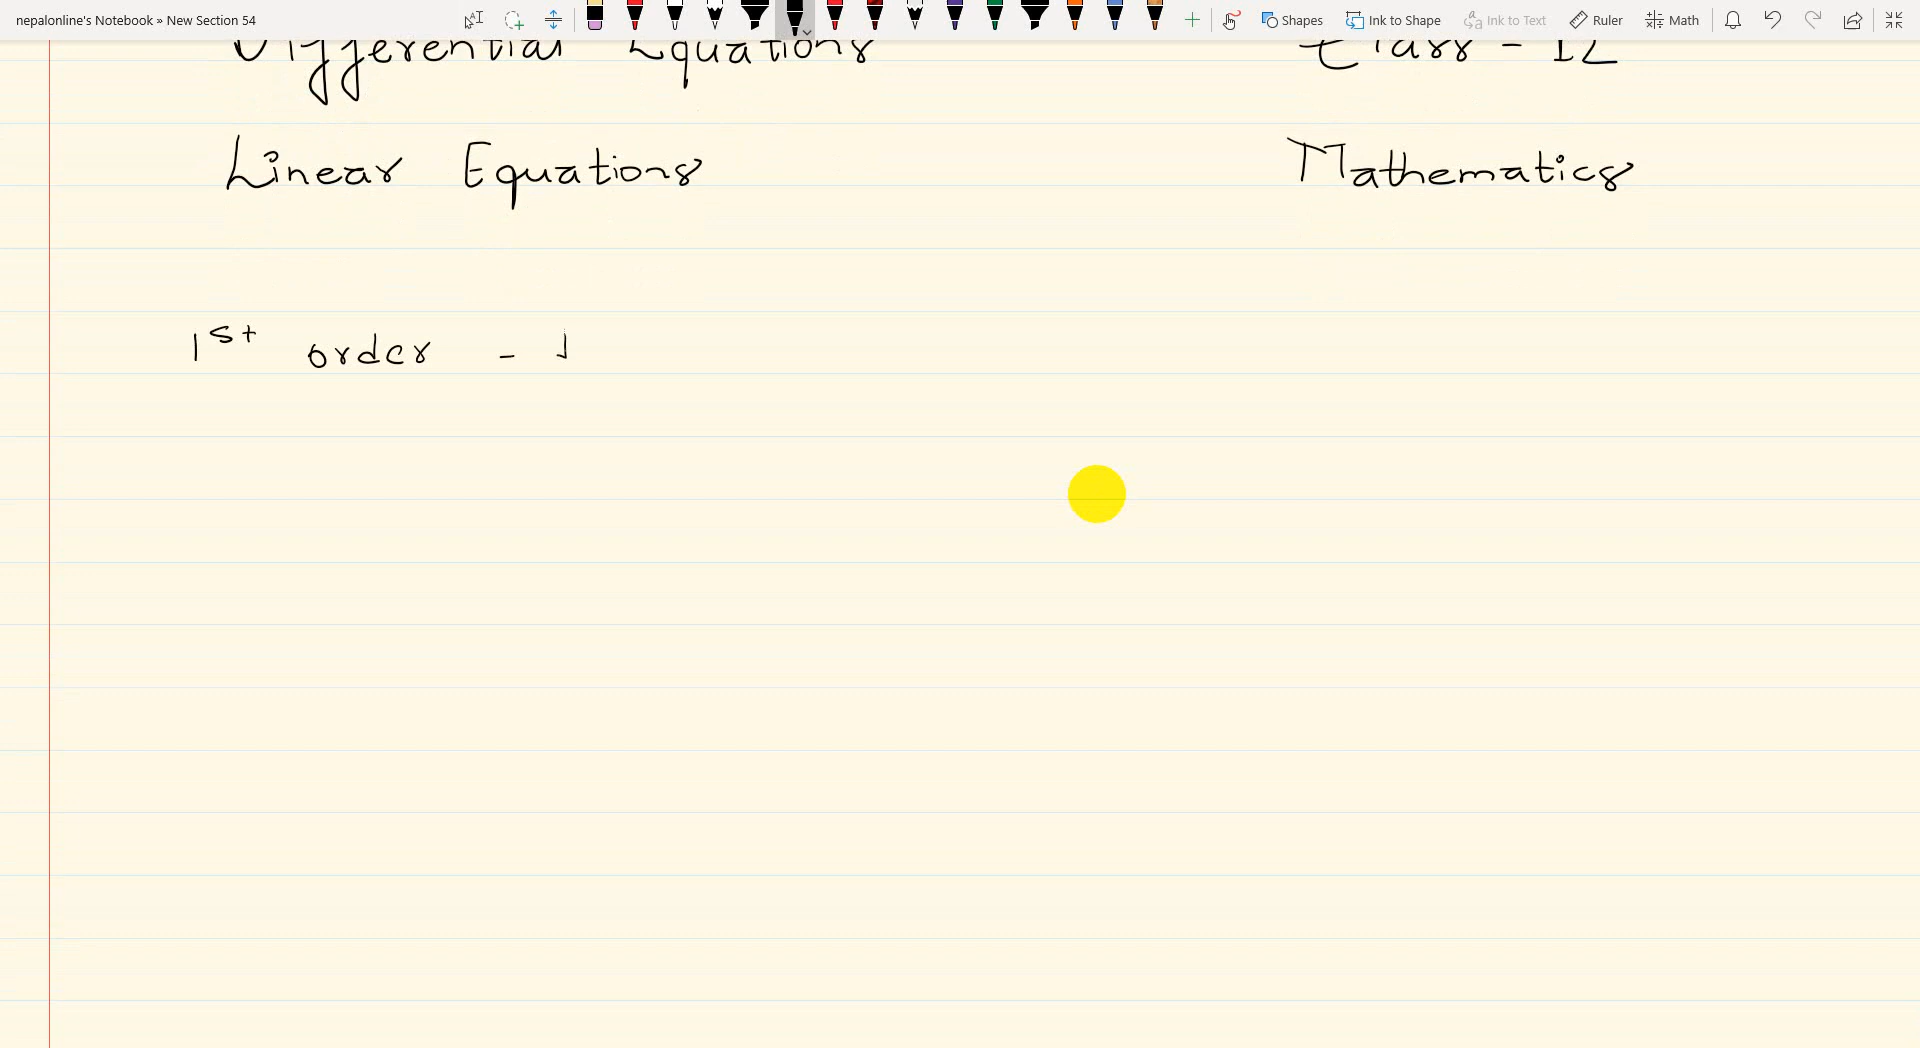 nepalonline's Notebook » New Section 54
Shapes
Ink to Shape
Ink to Text
Ruler
Math
Differential Equations
Class - 12
Linear Equations
Mathematics
1st order -